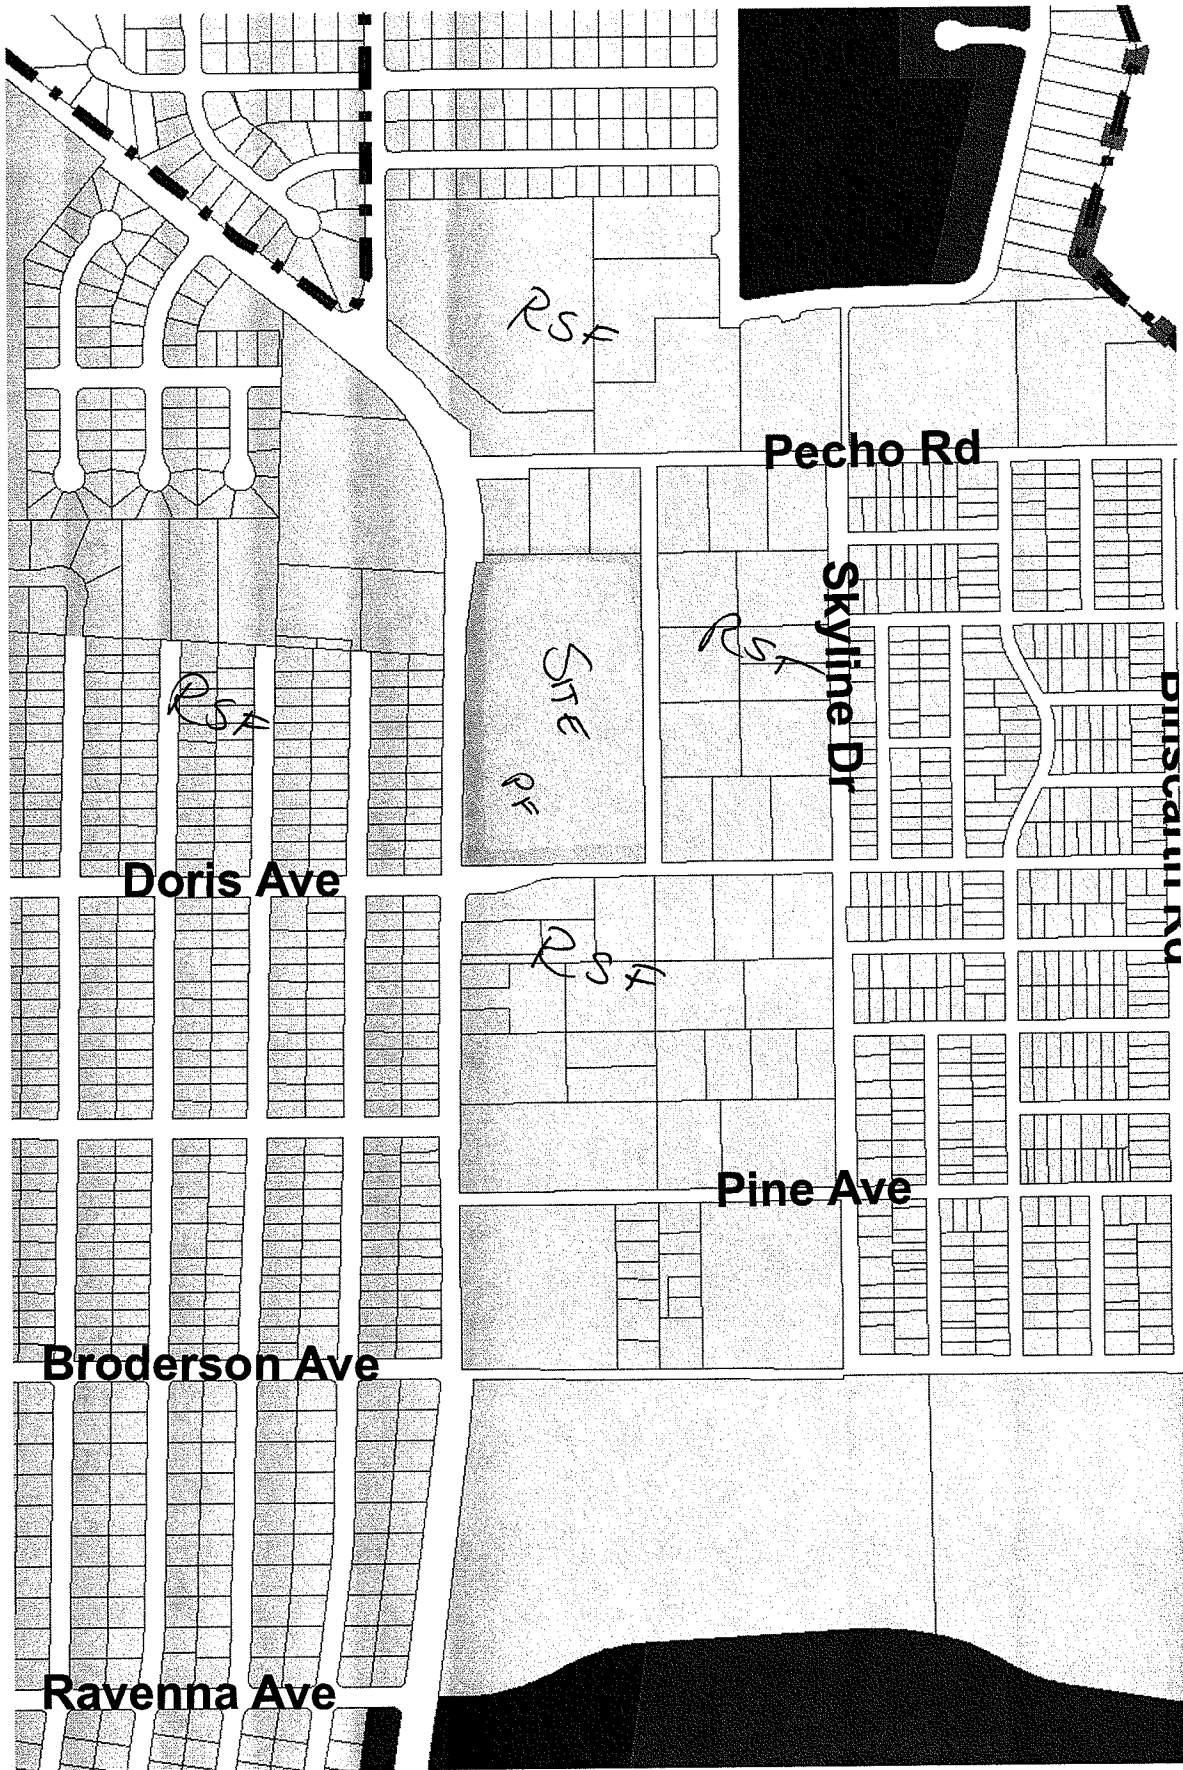 RSF
Pecho Rd
Skyline Dr
RSF
SITE
RSF
PF
Doris Ave
RSF
Pine Ave
Broderson Ave
Ravenna Ave